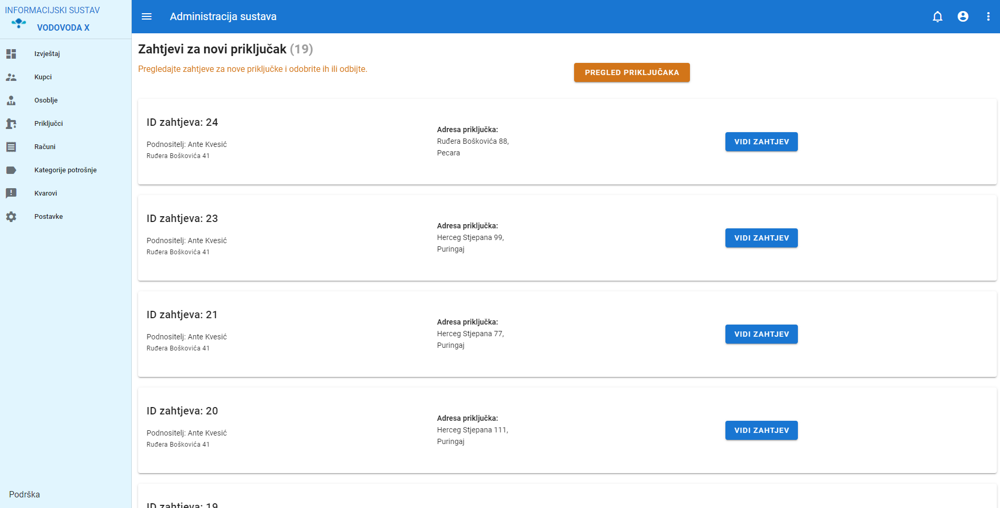 INFORMACIJSKI SUSTAV
VODOVODA X
Izvještaj
Kupci
Osoblje
Priključci
Računi
Kategorije potrošnje
Kvarovi
Postavke
Podrška
Administracija sustava
Zahtjevi za novi priključak (19)
Pregledajte zahtjeve za nove priključke i odobrite ih ili odbijte.
PREGLED PRIKLJUČAKA
ID zahtjeva: 24
Podnositelj: Ante Kvesić
Ruđera Boškovića 41
Adresa priključka:
Ruđera Boškovića 88,
Pecara
VIDI ZAHTJEV
ID zahtjeva: 23
Podnositelj: Ante Kvesić
Ruđera Boškovića 41
Adresa priključka:
Herceg Stjepana 99,
Puringaj
VIDI ZAHTJEV
ID zahtjeva: 21
Podnositelj: Ante Kvesić
Ruđera Boškovića 41
Adresa priključka:
Herceg Stjepana 77,
Puringaj
VIDI ZAHTJEV
ID zahtjeva: 20
Podnositelj: Ante Kvesić
Ruđera Boškovića 41
Adresa priključka:
Herceg Stjepana 111,
Puringaj
VIDI ZAHTJEV
ID zahtjeva: 19